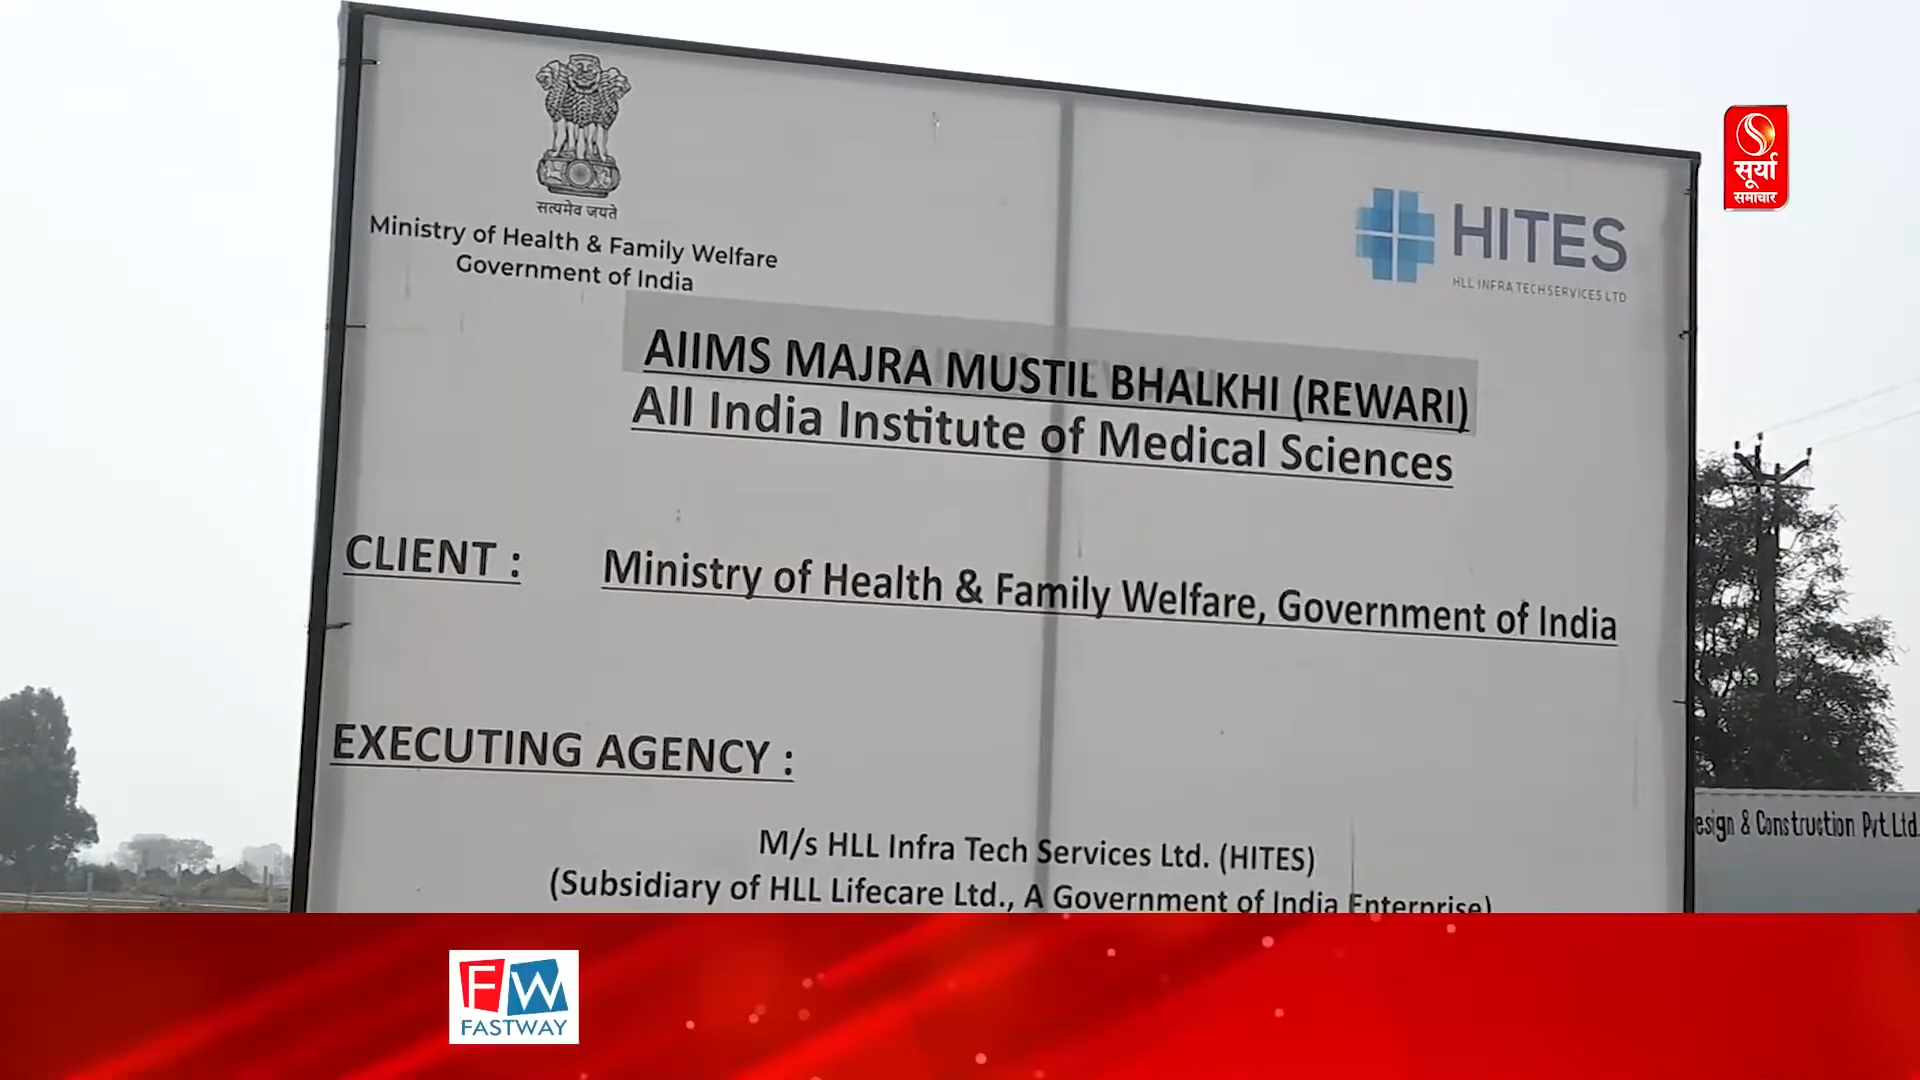 सत्यमेव जयते
Ministry of Health & Family Welfare
Government of India
HITES
HLL INFRA TECH SERVICES LTD
सूर्या
समाचार
AIIMS MAJRA MUSTIL BHALKHI (REWARI)
All India Institute of Medical Sciences
CLIENT : Ministry of Health & Family Welfare, Government of India
EXECUTING AGENCY :
M/s HLL Infra Tech Services Ltd. (HITES)
(Subsidiary of HLL Lifecare Ltd., A Government of India Enterprise)
esign & Construction Pvt.Ltd.
FW
FASTWAY